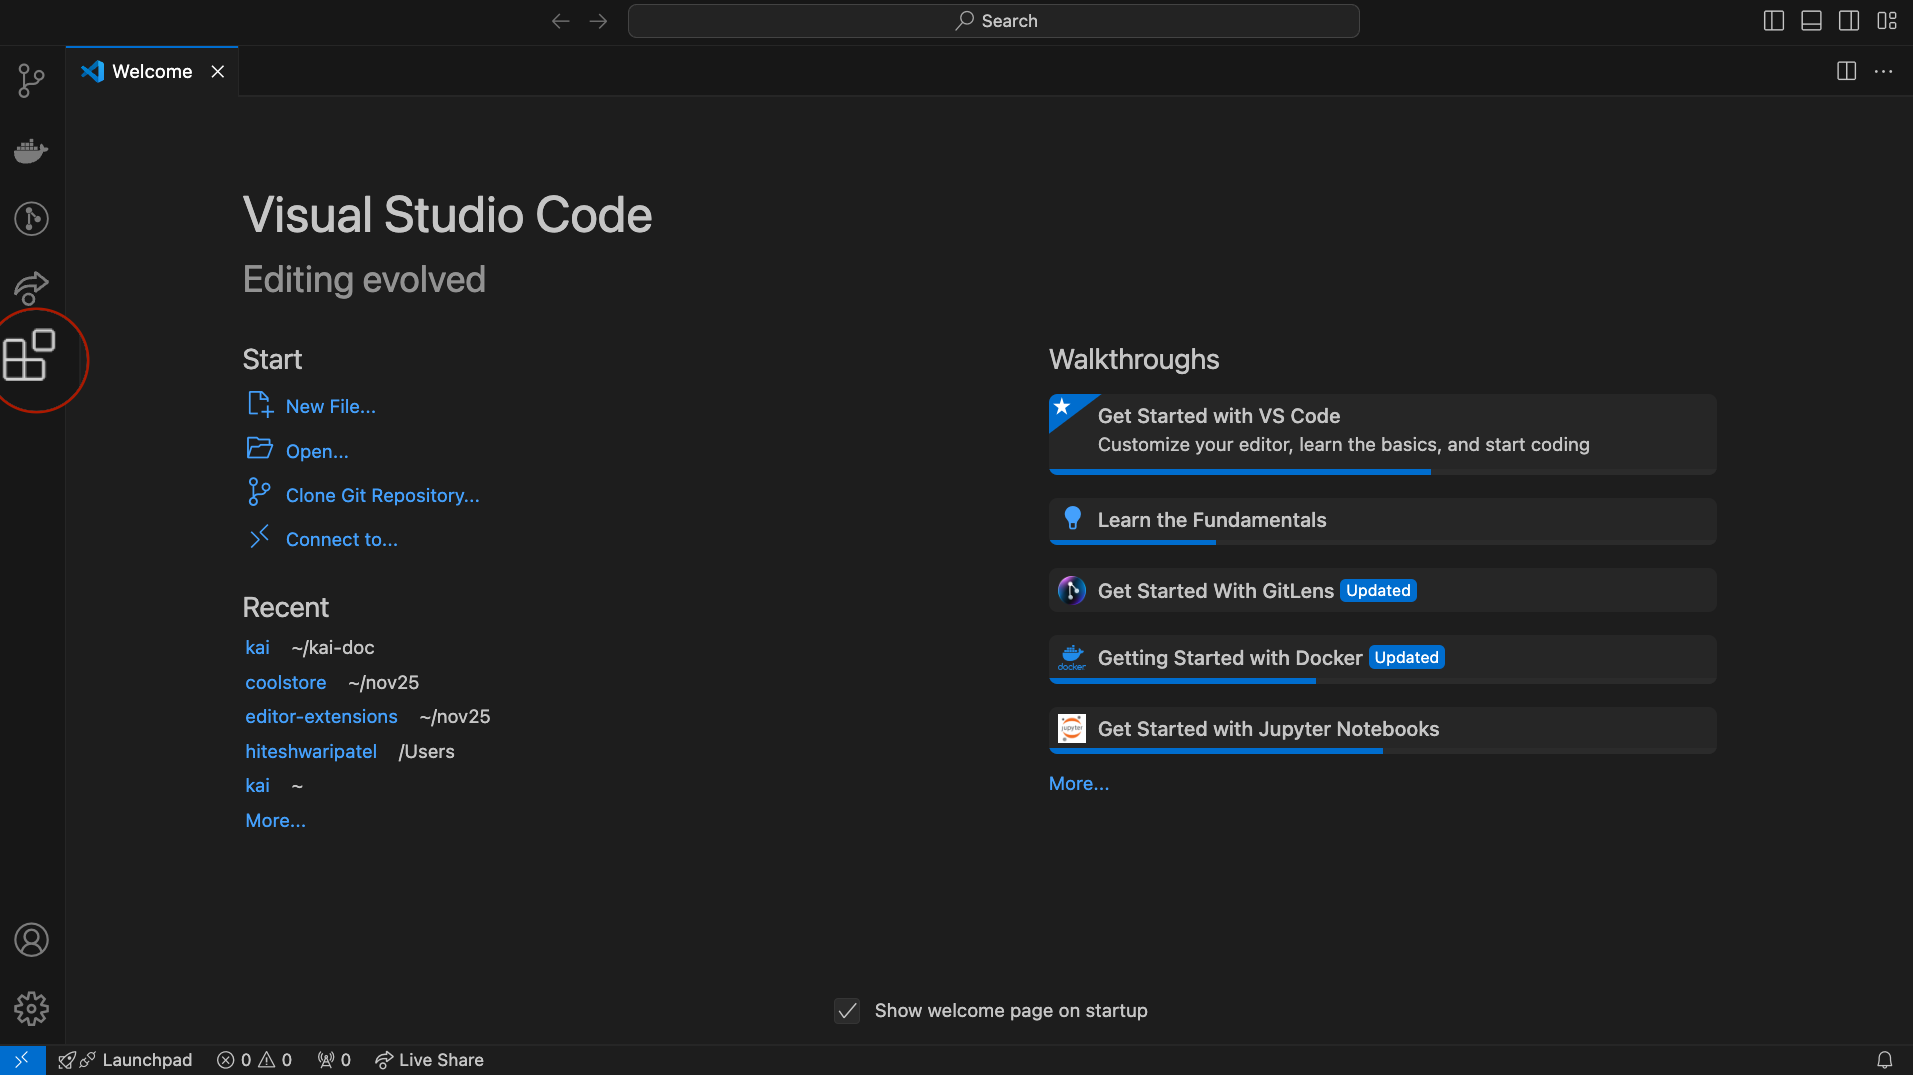 Search
Welcome
Visual Studio Code
Editing evolved
Start
New File...
Open...
Clone Git Repository...
Connect to...
Recent
kai ~/kai-doc
coolstore ~/nov25
editor-extensions ~/nov25
hiteshwaripatel /Users
kai ~
More...
Walkthroughs
Get Started with VS Code
Customize your editor, learn the basics, and start coding
Learn the Fundamentals
Get Started With GitLens Updated
docker
Getting Started with Docker Updated
jupyter
Get Started with Jupyter Notebooks
More...
Show welcome page on startup
Launchpad 0 0 0 Live Share